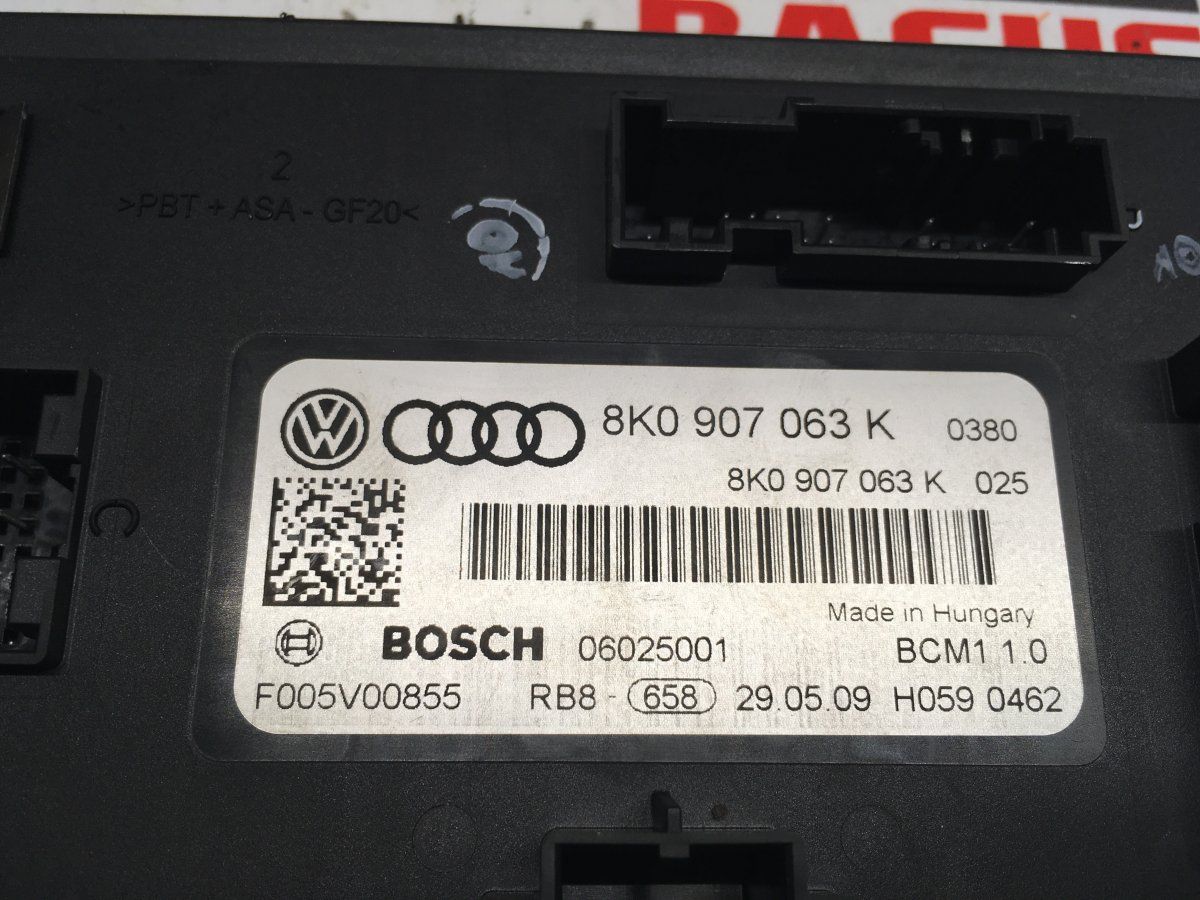 2
>PBT + ASA - GF20<
8K0 907 063 K 0380
8K0 907 063 K 025
C
Made in Hungary
BOSCH 06025001 BCM1 1.0
F005V00855 RB8 - 658 29.05.09 H059 0462